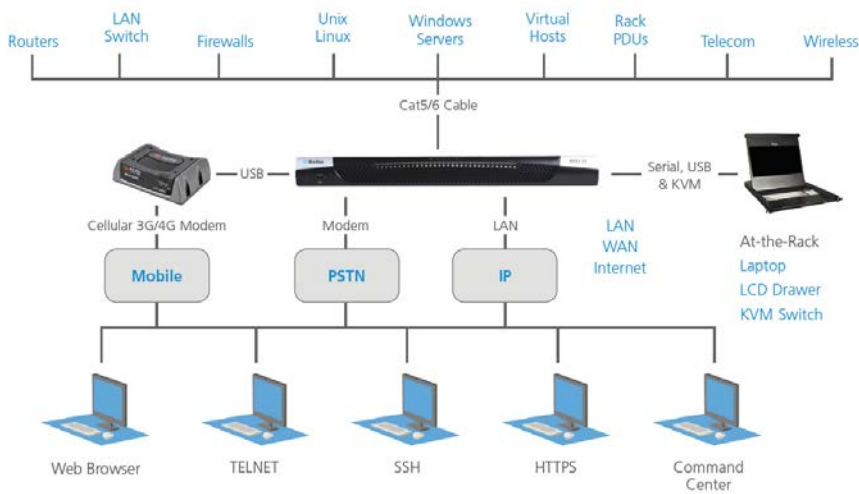 Routers
LAN
Switch
Firewalls
Unix
Linux
Windows
Servers
Virtual
Hosts
Rack
PDUs
Telecom
Wireless
Cat5/6 Cable
USB
Serial, USB
& KVM
Cellular 3G/4G Modem
Modem
LAN
LAN
WAN
Internet
At-the-Rack
Laptop
LCD Drawer
KVM Switch
Mobile
PSTN
IP
Web Browser
TELNET
SSH
HTTPS
Command
Center